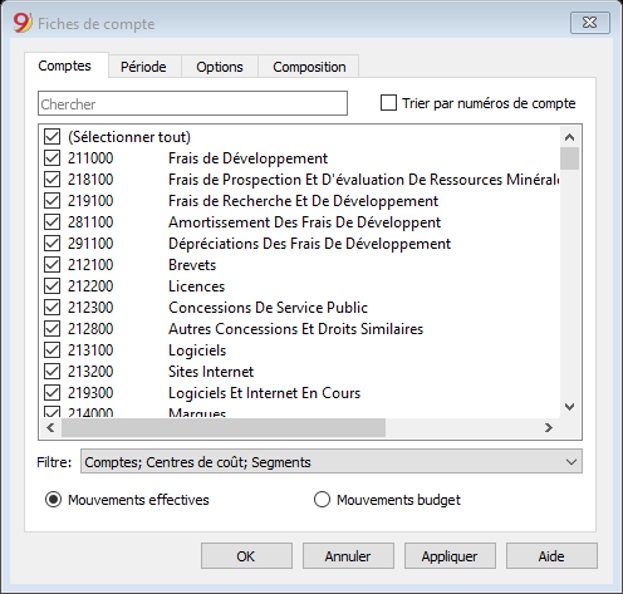 9 Fiches de compte
Comptes Période Options Composition
Chercher Trier par numéros de compte
(Sélectionner tout)
211000 Frais de Développement
218100 Frais de Prospection Et D'évaluation De Ressources Minérale
219100 Frais de Recherche Et De Développement
281100 Amortissement Des Frais De Développent
291100 Dépréciations Des Frais De Développement
212100 Brevets
212200 Licences
212300 Concessions De Service Public
212800 Autres Concessions Et Droits Similaires
213100 Logiciels
213200 Sites Internet
219300 Logiciels Et Internet En Cours
214000 Marques
Filtre: Comptes; Centres de coût; Segments
Mouvements effectives Mouvements budget
OK Annuler Appliquer Aide